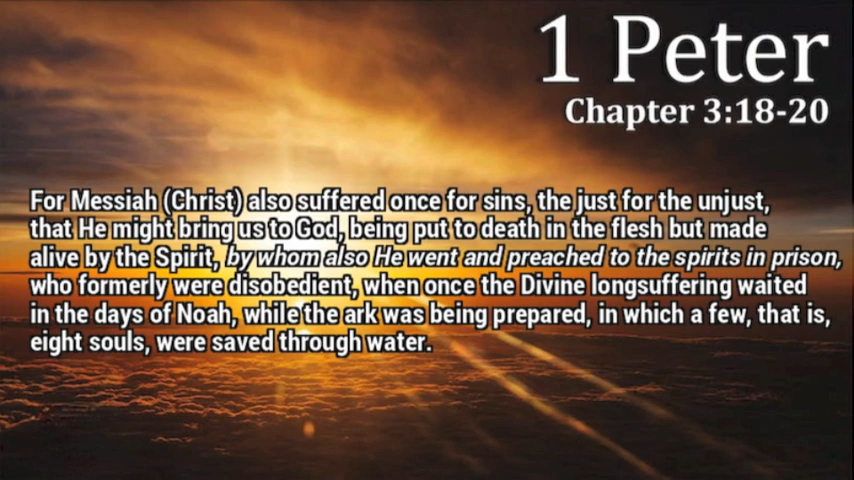 1 Peter
Chapter 3:18-20
For Messiah (Christ) also suffered once for sins, the just for the unjust,
that He might bring us to God, being put to death in the flesh but made
alive by the Spirit, by whom also He went and preached to the spirits in prison,
who formerly were disobedient, when once the Divine longsuffering waited
in the days of Noah, while the ark was being prepared, in which a few, that is,
eight souls, were saved through water.